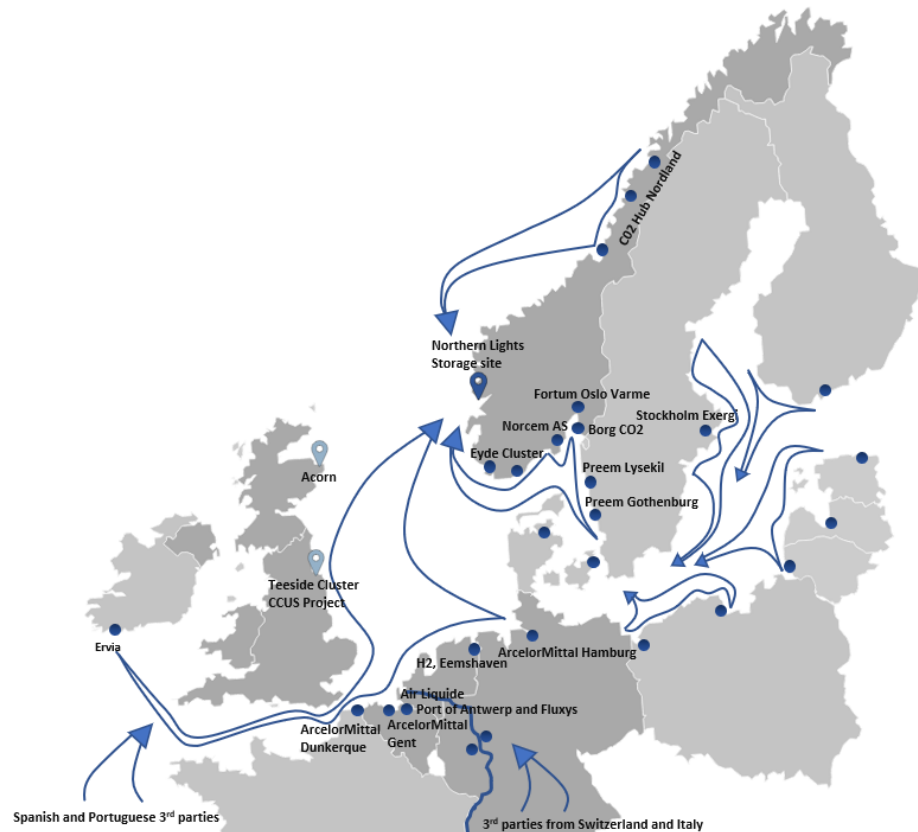 C02 Hub Nordland
Northern Lights
Storage site
Fortum Oslo Varme
Stockholm Exergi
Norcem AS
Borg CO2
Eyde Cluster
Acorn
Preem Lysekil
Preem Gothenburg
Teeside Cluster
CCUS Project
Ervia
H2, Eemshaven
ArcelorMittal Hamburg
Air Liquide
Port of Antwerp and Fluxys
ArcelorMittal
Dunkerque
ArcelorMittal
Gent
Spanish and Portuguese 3rd parties
3rd parties from Switzerland and Italy